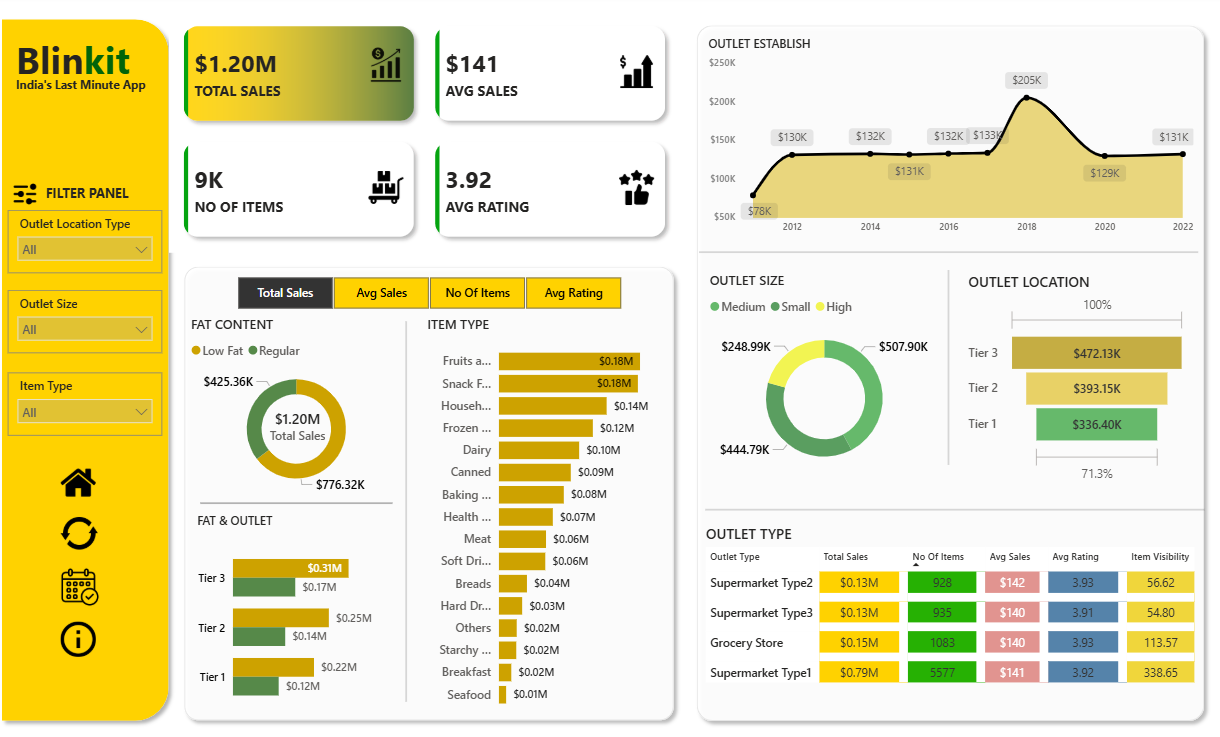 Blinkit
India's Last Minute App
FILTER PANEL
Outlet Location Type
All
Outlet Size
All
Item Type
All
$1.20M
TOTAL SALES
$141
AVG SALES
9K
NO OF ITEMS
3.92
AVG RATING
Total Sales Avg Sales No Of Items Avg Rating
FAT CONTENT
Low Fat Regular
$425.36K
$1.20M
Total Sales
$776.32K
FAT & OUTLET
Tier 3 $0.31M
$0.17M
Tier 2 $0.25M
$0.14M
Tier 1 $0.22M
$0.12M
ITEM TYPE
Fruits a... $0.18M
Snack F... $0.18M
Househ... $0.14M
Frozen ... $0.12M
Dairy $0.10M
Canned $0.09M
Baking ... $0.08M
Health ... $0.07M
Meat $0.06M
Soft Dri... $0.06M
Breads $0.04M
Hard Dr... $0.03M
Others $0.02M
Starchy ... $0.02M
Breakfast $0.02M
Seafood $0.01M
OUTLET ESTABLISH
$250K
$200K
$150K
$100K
$50K
$78K
$130K
$132K
$131K
$132K
$133K
$205K
$129K
$131K
2012 2014 2016 2018 2020 2022
OUTLET SIZE
Medium Small High
$248.99K
$507.90K
$444.79K
OUTLET LOCATION
100%
Tier 3 $472.13K
Tier 2 $393.15K
Tier 1 $336.40K
71.3%
OUTLET TYPE
Outlet Type Total Sales No Of Items Avg Sales Avg Rating Item Visibility
Supermarket Type2 $0.13M 928 $142 3.93 56.62
Supermarket Type3 $0.13M 935 $140 3.91 54.80
Grocery Store $0.15M 1083 $140 3.93 113.57
Supermarket Type1 $0.79M 5577 $141 3.92 338.65